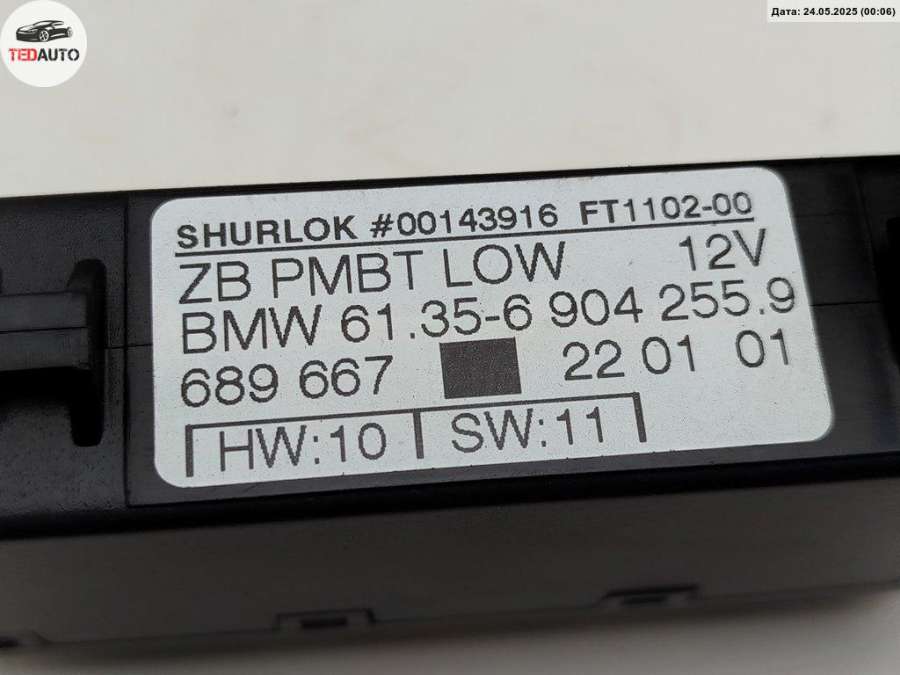 TEDAUTO
Дата: 24.05.2025 (00:06)
SHURLOK #00143916 FT1102-00
ZB PMBT LOW 12V
BMW 61.35-6 904 255.9
689 667 22 01 01
HW:10 SW:11